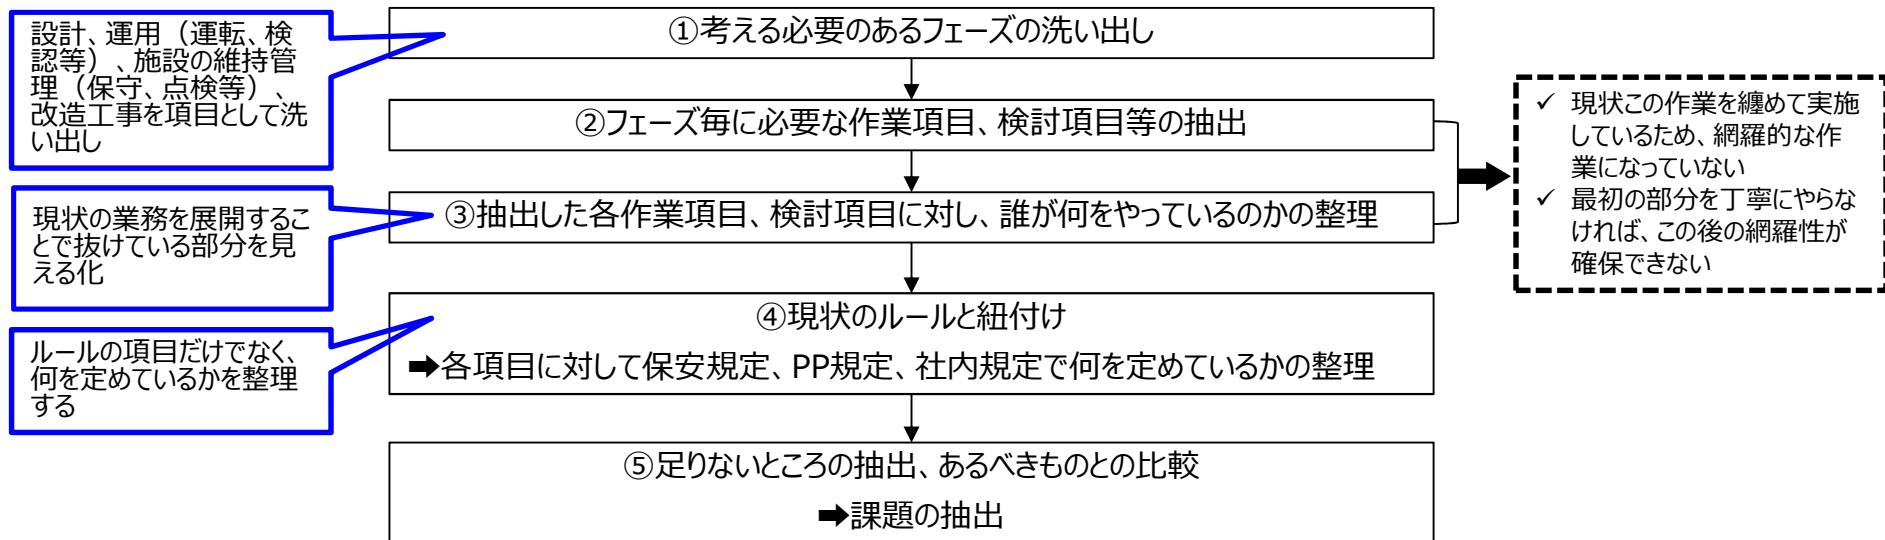 設計、運用（運転、検
認等）、施設の維持管
理（保守、点検等）、
改造工事を項目として洗
い出し
①考える必要のあるフェーズの洗い出し
②フェーズ毎に必要な作業項目、検討項目等の抽出
✓ 現状この作業を纏めて実施
しているため、網羅的な作
業になっていない
✓ 最初の部分を丁寧にやらな
ければ、この後の網羅性が
確保できない
現状の業務を展開するこ
とで抜けている部分を見
える化
③抽出した各作業項目、検討項目に対し、誰が何をやっているのかの整理
ルールの項目だけでなく、
何を定めているかを整理
する
④現状のルールと紐付け
➡各項目に対して保安規定、PP規定、社内規定で何を定めているかの整理
⑤足りないところの抽出、あるべきものとの比較
➡課題の抽出